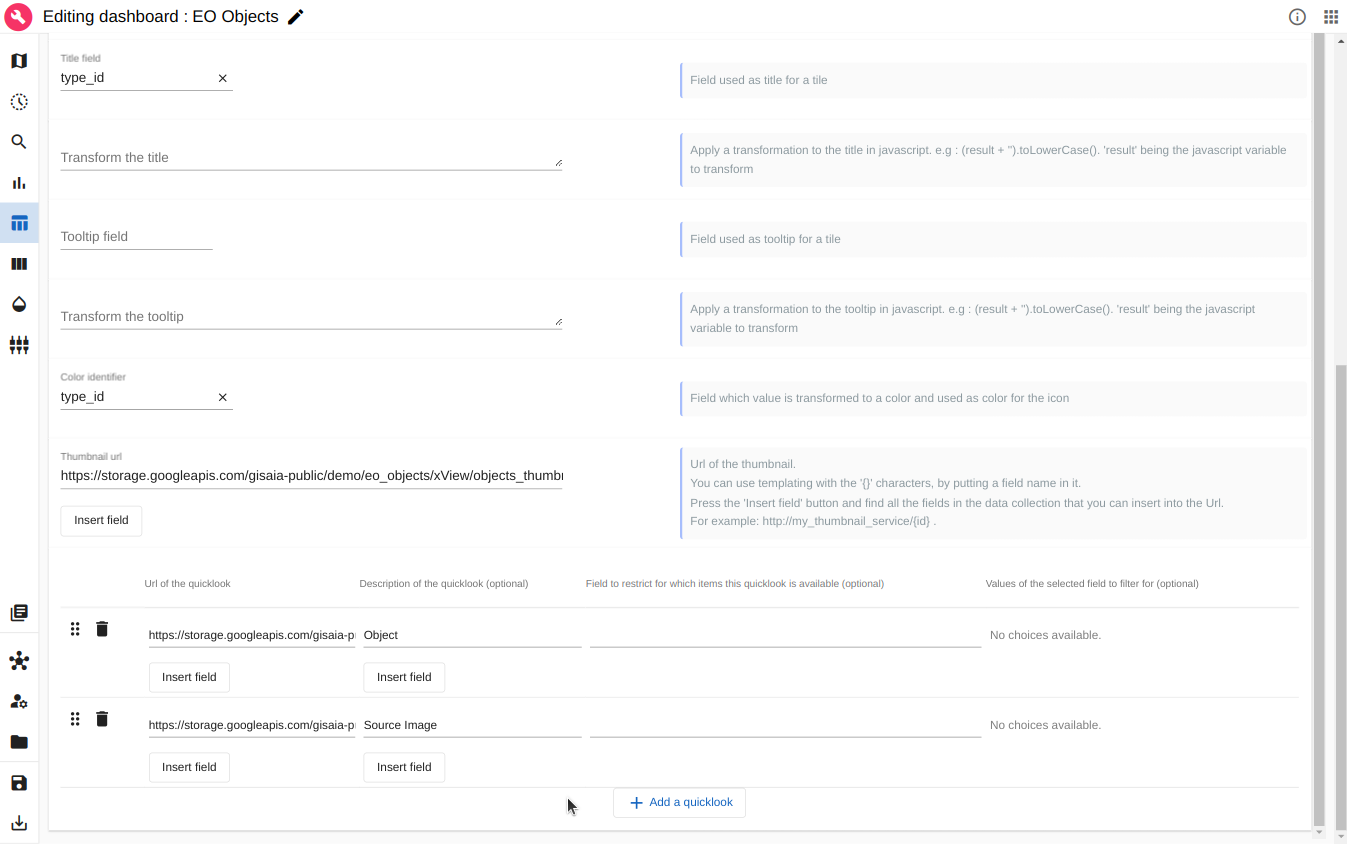 Editing dashboard : EO Objects
Title field
type_id
Field used as title for a tile
Transform the title
Apply a transformation to the title in javascript. e.g : (result + '').toLowerCase(). 'result' being the javascript variable
to transform
Tooltip field
Field used as tooltip for a tile
Transform the tooltip
Apply a transformation to the tooltip in javascript. e.g : (result + '').toLowerCase(). 'result' being the javascript
variable to transform
Color identifier
type_id
Field which value is transformed to a color and used as color for the icon
Thumbnail url
https://storage.googleapis.com/gisaia-public/demo/eo_objects/xView/objects_thumb
Insert field
Url of the thumbnail.
You can use templating with the '{}' characters, by putting a field name in it.
Press the 'Insert field' button and find all the fields in the data collection that you can insert into the Url.
For example: http://my_thumbnail_service/{id} .
Url of the quicklook Description of the quicklook (optional) Field to restrict for which items this quicklook is available (optional) Values of the selected field to filter for (optional)
https://storage.googleapis.com/gisaia-p Object No choices available.
Insert field Insert field
https://storage.googleapis.com/gisaia-p Source Image No choices available.
Insert field Insert field
Add a quicklook